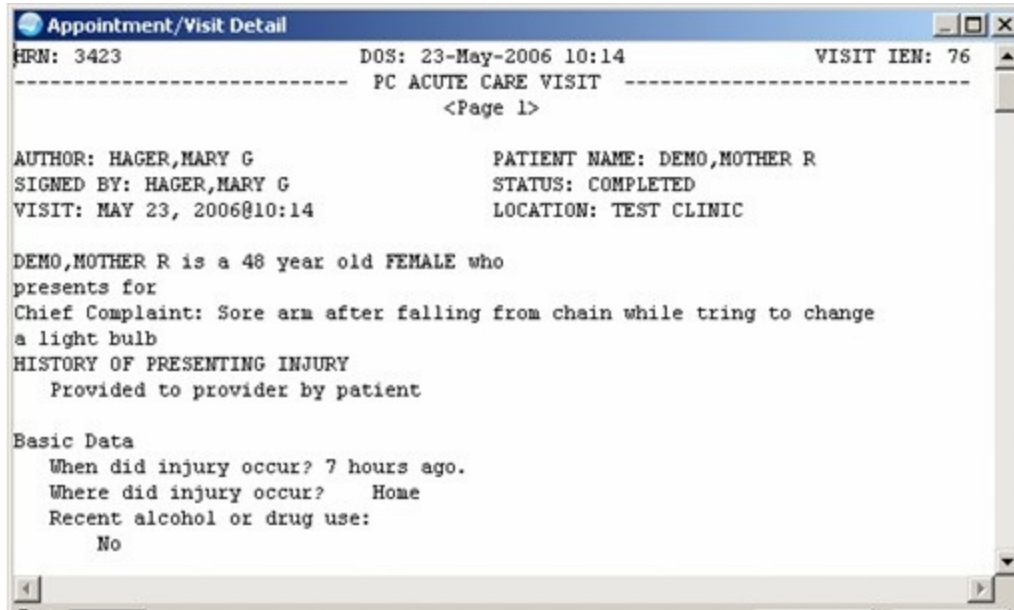 Appointment/Visit Detail
HRN: 3423 DOS: 23-May-2006 10:14 VISIT IEN: 76
---------------------------- PC ACUTE CARE VISIT -----------------------------
<Page 1>
AUTHOR: HAGER,MARY G PATIENT NAME: DEMO,MOTHER R
SIGNED BY: HAGER,MARY G STATUS: COMPLETED
VISIT: MAY 23, 2006@10:14 LOCATION: TEST CLINIC
DEMO,MOTHER R is a 48 year old FEMALE who
presents for
Chief Complaint: Sore arm after falling from chain while tring to change
a light bulb
HISTORY OF PRESENTING INJURY
Provided to provider by patient
Basic Data
When did injury occur? 7 hours ago.
Where did injury occur? Home
Recent alcohol or drug use:
No